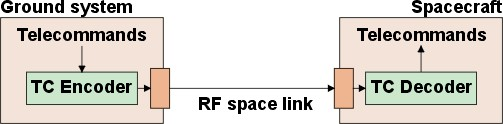 Ground system
Spacecraft
Telecommands
Telecommands
TC Encoder
TC Decoder
RF space link